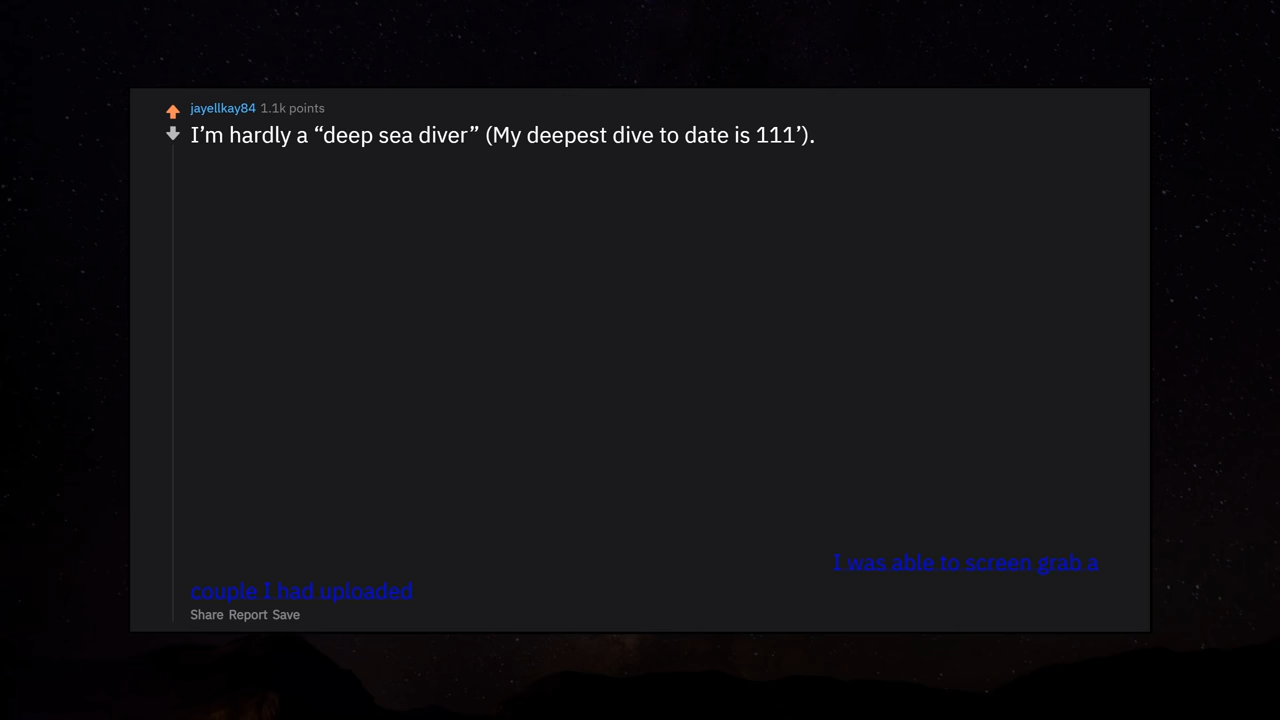 jayellkay84 1.1k points
I’m hardly a “deep sea diver” (My deepest dive to date is 111’).
I was able to screen grab a
couple I had uploaded
Share Report Save